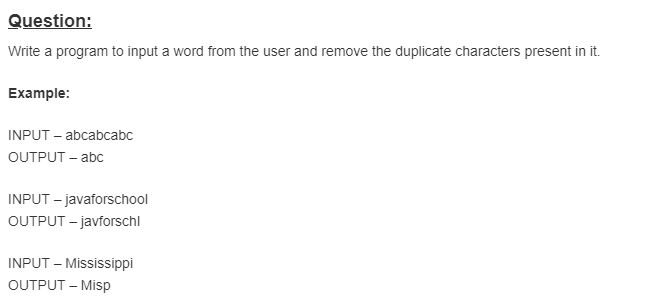 Question:
Write a program to input a word from the user and remove the duplicate characters present in it.
Example:
INPUT – abcabcabc
OUTPUT – abc
INPUT – javaforschool
OUTPUT – javforschl
INPUT – Mississippi
OUTPUT – Misp